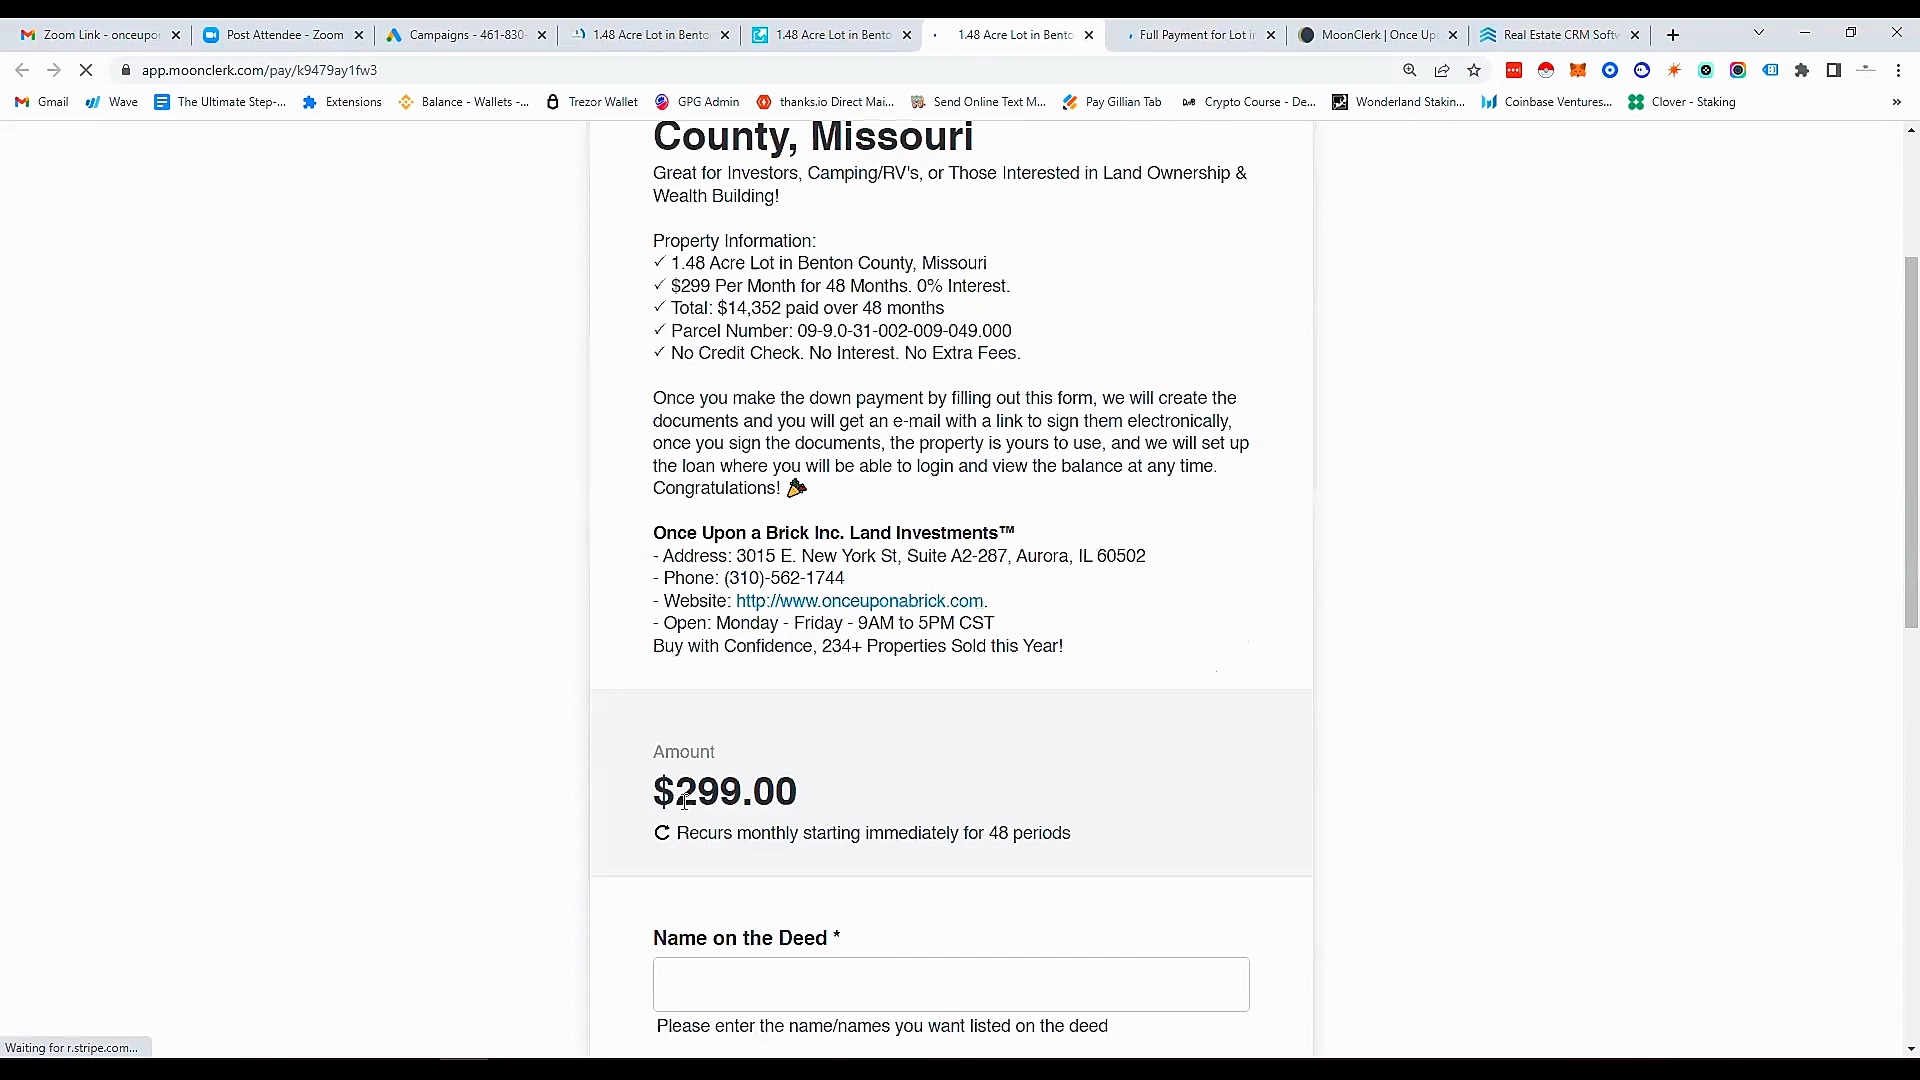 Zoom Link - onceupo
Post Attendee - Zoom
Campaigns - 461-830-
1.48 Acre Lot in Bento
1.48 Acre Lot in Bento
1.48 Acre Lot in Bento
Full Payment for Lot i
MoonClerk | Once Up
Real Estate CRM Softw
app.moonclerk.com/pay/k9479ay1fw3
Gmail
Wave
The Ultimate Step-...
Extensions
Balance - Wallets -...
Trezor Wallet
GPG Admin
thanks.io Direct Mai...
Send Online Text M...
Pay Gillian Tab
Crypto Course - De...
Wonderland Stakin...
Coinbase Ventures...
Clover - Staking
County, Missouri
Great for Investors, Camping/RV's, or Those Interested in Land Ownership &
Wealth Building!
Property Information:
✓ 1.48 Acre Lot in Benton County, Missouri
✓ $299 Per Month for 48 Months. 0% Interest.
✓ Total: $14,352 paid over 48 months
✓ Parcel Number: 09-9.0-31-002-009-049.000
✓ No Credit Check. No Interest. No Extra Fees.
Once you make the down payment by filling out this form, we will create the
documents and you will get an e-mail with a link to sign them electronically,
once you sign the documents, the property is yours to use, and we will set up
the loan where you will be able to login and view the balance at any time.
Congratulations! 🎉
Once Upon a Brick Inc. Land Investments™
- Address: 3015 E. New York St, Suite A2-287, Aurora, IL 60502
- Phone: (310)-562-1744
- Website: http://www.onceuponabrick.com.
- Open: Monday - Friday - 9AM to 5PM CST
Buy with Confidence, 234+ Properties Sold this Year!
Amount
$299.00
Recurs monthly starting immediately for 48 periods
Name on the Deed *
Please enter the name/names you want listed on the deed
Waiting for r.stripe.com...